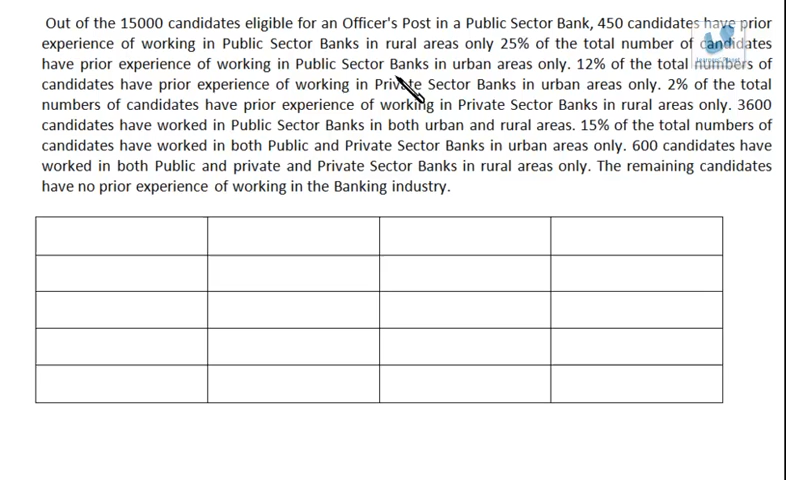 Out of the 15000 candidates eligible for an Officer's Post in a Public Sector Bank, 450 candidates have prior
experience of working in Public Sector Banks in rural areas only 25% of the total number of candidates
have prior experience of working in Public Sector Banks in urban areas only. 12% of the total numbers of
candidates have prior experience of working in Private Sector Banks in urban areas only. 2% of the total
numbers of candidates have prior experience of working in Private Sector Banks in rural areas only. 3600
candidates have worked in Public Sector Banks in both urban and rural areas. 15% of the total numbers of
candidates have worked in both Public and Private Sector Banks in urban areas only. 600 candidates have
worked in both Public and private and Private Sector Banks in rural areas only. The remaining candidates
have no prior experience of working in the Banking industry.